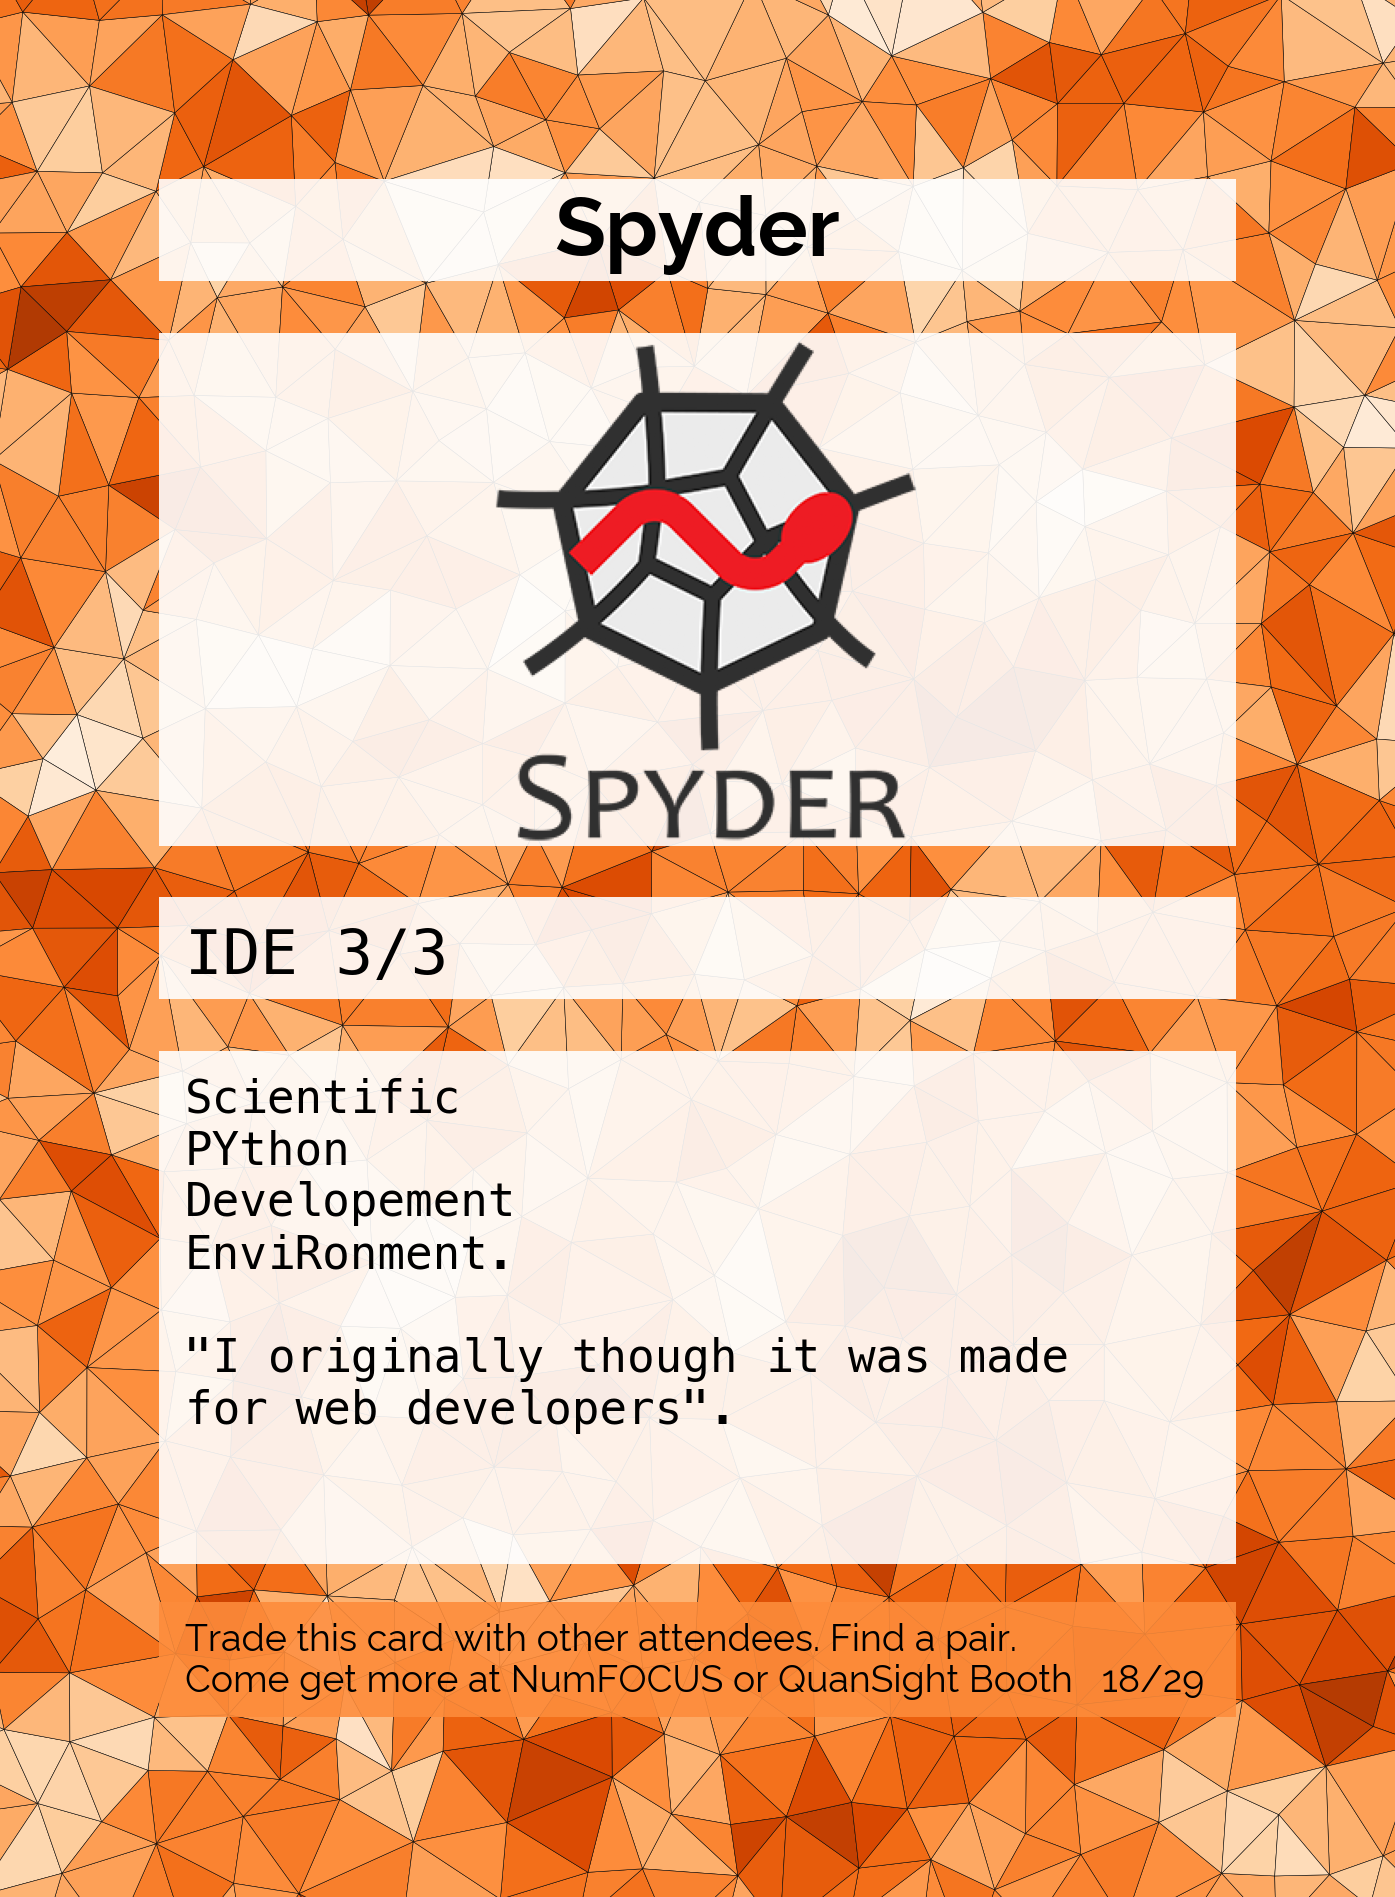 Spyder
SPYDER
IDE 3/3
Scientific
PYthon
Developement
EnviRonment.
"I originally though it was made
for web developers".
Trade this card with other attendees. Find a pair.
Come get more at NumFOCUS or QuanSight Booth 18/29